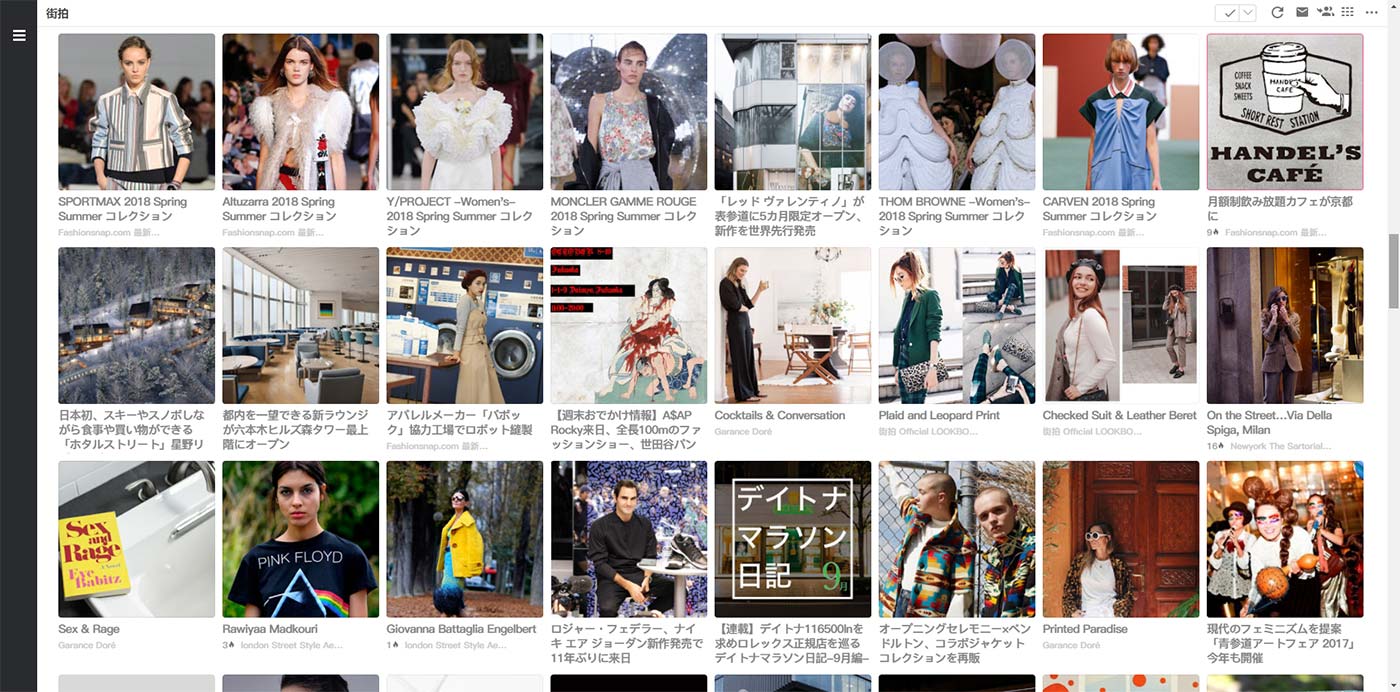 街拍
COFFEE
SNACK
SWEETS
HANDEL'S
CAFÉ
SHORT REST STATION
HANDEL'S
CAFÉ
SPORTMAX 2018 Spring
Summer コレクション
Fashionsnap.com 最新...
Altuzarra 2018 Spring
Summer コレクション
Fashionsnap.com 最新...
Y/PROJECT -Women's-
2018 Spring Summer コレク
ション
MONCLER GAMME ROUGE
2018 Spring Summer コレク
ション
「レッド ヴァレンティノ」が
表参道に5カ月限定オープン、
新作を世界先行発売
THOM BROWNE -Women's-
2018 Spring Summer コレク
ション
CARVEN 2018 Spring
Summer コレクション
Fashionsnap.com 最新...
月額制飲み放題カフェが京都
に
9 Fashionsnap.com 最新...
Fukuoka
1-1-9 Daimyo,Fukuoka
日本初、スキーやスノボしな
がら食事や買い物ができる
「ホタルストリート」星野リ
都内を一望できる新ラウンジ
が六本木ヒルズ森タワー最上
階にオープン
アパレルメーカー「バポッ
ク」協力工場でロボット縫製
Fashionsnap.com 最新...
【週末おでかけ情報】A$AP
Rocky来日、全長100mのファ
ッションショー、世田谷パン
Cocktails & Conversation
Garance Doré
Plaid and Leopard Print
街拍 Official LOOKBO...
Checked Suit & Leather Beret
街拍 Official LOOKBO...
On the Street...Via Della
Spiga, Milan
16 Newyork The Sartorial...
Sex
and
Rage
A Novel
Eve
Babitz
PINK FLOYD
デイトナ
マラソン
日記 9月
Sex & Rage
Garance Doré
Rawiyaa Madkouri
3 london Street Style Ae...
Giovanna Battaglia Engelbert
1 london Street Style Ae...
ロジャー・フェデラー、ナイ
キ エア ジョーダン新作発売で
11年ぶりに来日
【連載】デイトナ116500lnを
求めロレックス正規店を巡る
デイトナマラソン日記-9月編-
オープニングセレモニー×ペン
ドルトン、コラボジャケット
コレクションを再販
Printed Paradise
Garance Doré
現代のフェミニズムを提案
「青参道アートフェア 2017」
今年も開催